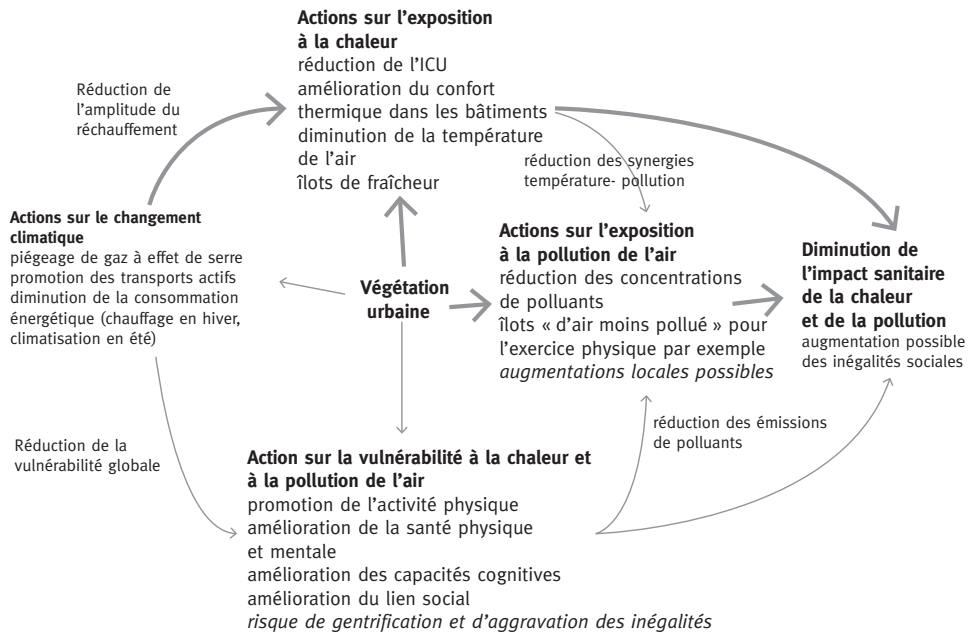 Actions sur l’exposition
à la chaleur
réduction de l’ICU
amélioration du confort
thermique dans les bâtiments
diminution de la température
de l’air
îlots de fraîcheur
Réduction de
l’amplitude du
réchauffement
réduction des synergies
température- pollution
Actions sur le changement
climatique
piégeage de gaz à effet de serre
promotion des transports actifs
diminution de la consommation
énergétique (chauffage en hiver,
climatisation en été)
Végétation
urbaine
Actions sur l’exposition
à la pollution de l’air
réduction des concentrations
de polluants
îlots « d’air moins pollué » pour
l’exercice physique par exemple
augmentations locales possibles
Diminution de
l’impact sanitaire
de la chaleur
et de la pollution
augmentation possible
des inégalités sociales
Réduction de la
vulnérabilité globale
réduction des émissions
de polluants
Action sur la vulnérabilité à la chaleur et
à la pollution de l’air
promotion de l’activité physique
amélioration de la santé physique
et mentale
amélioration des capacités cognitives
amélioration du lien social
risque de gentrification et d’aggravation des inégalités